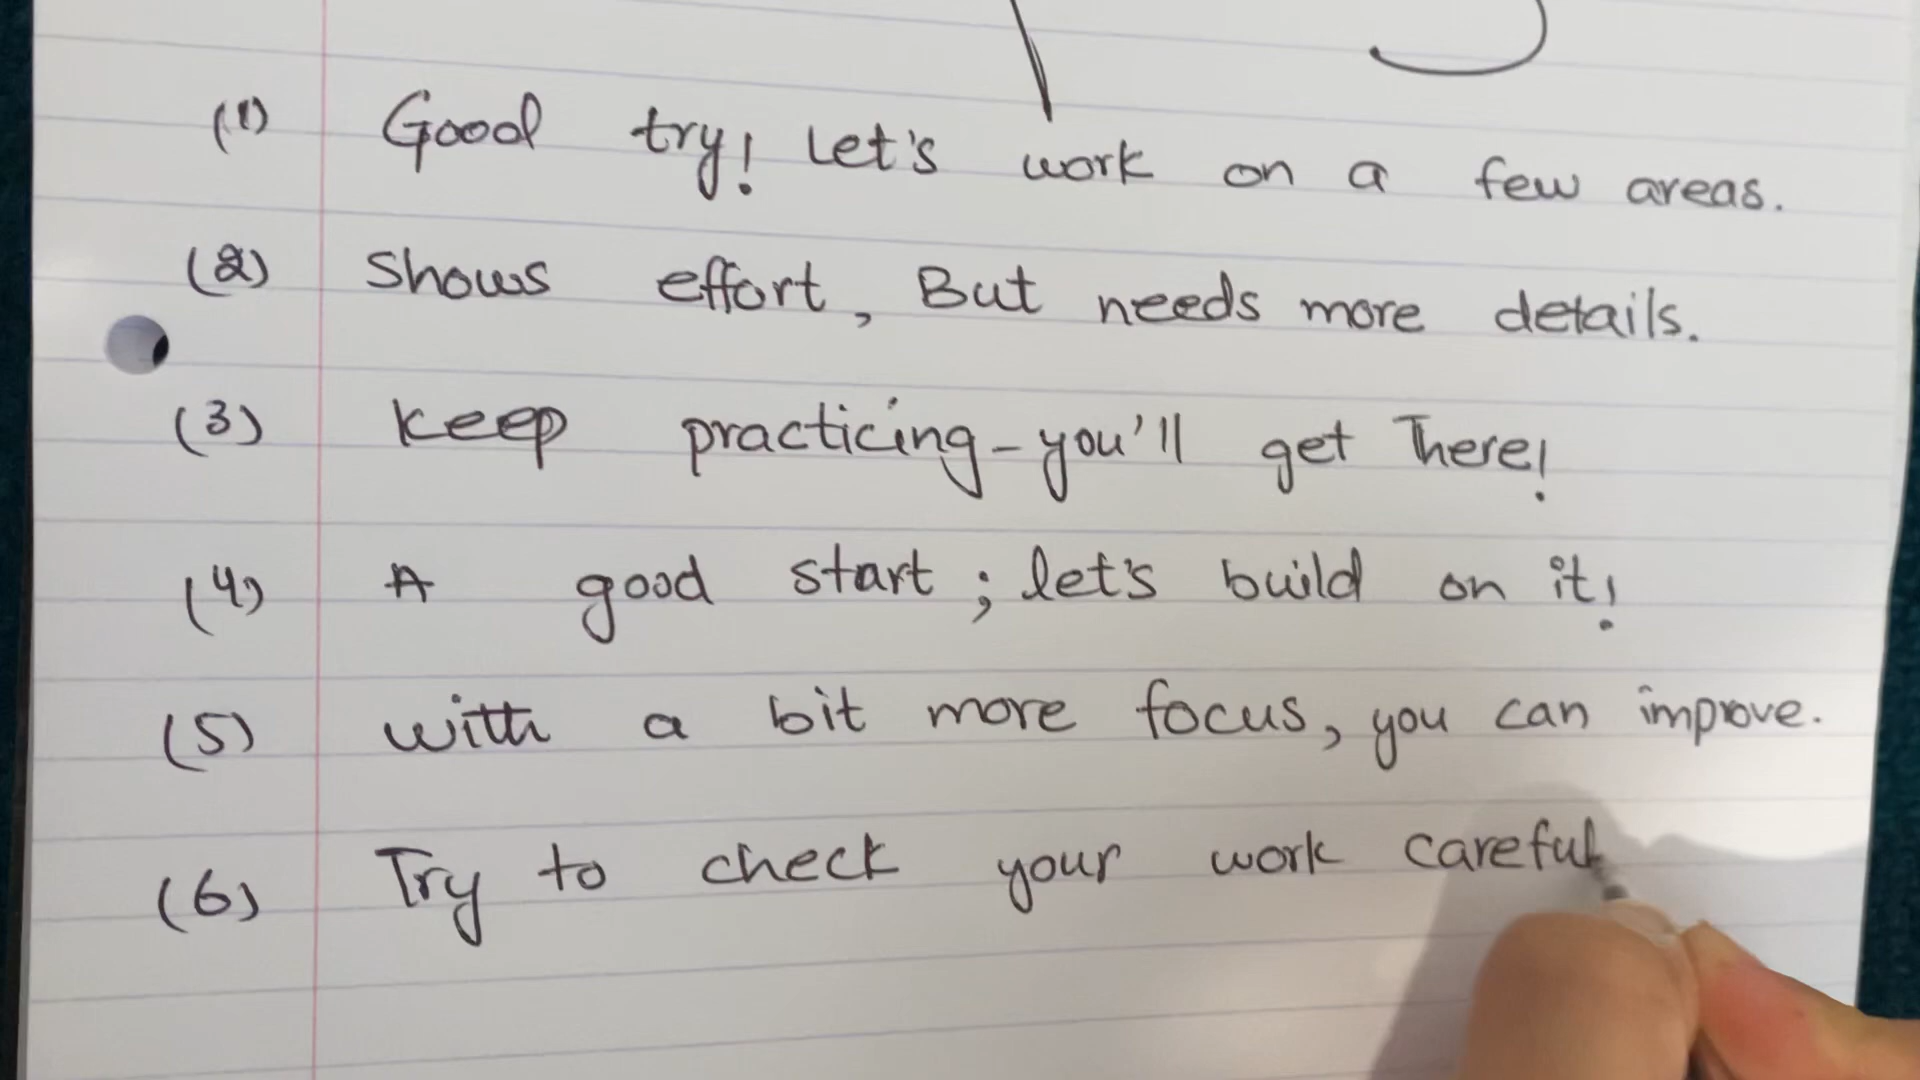 (1) Good try! Let's work on a few areas.
(2) Shows effort, But needs more details.
(3) keep practicing-you'll get There!
(4) A good start; let's build on it!
(5) with a bit more focus, you can improve.
(6) Try to check your work careful